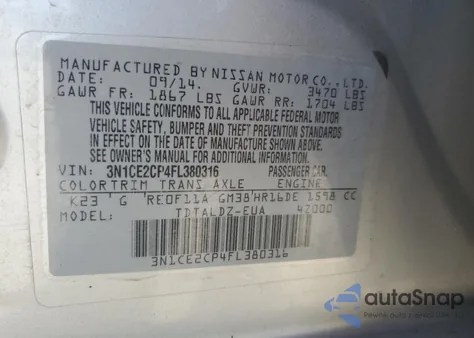 MANUFACTURED BY NISSAN MOTOR CO., LTD.
DATE: 09/14. GVWR: 3470 LBS
GAWR FR: 1867 LBS GAWR RR: 1704 LBS
THIS VEHICLE CONFORMS TO ALL APPLICABLE FEDERAL MOTOR
VEHICLE SAFETY, BUMPER AND THEFT PREVENTION STANDARDS
IN EFFECT ON THE DATE OF MANUFACTURE SHOWN ABOVE.
SEE OWNER'S MANUAL OR
VIN: 3N1CE2CP4FL380316 PASSENGER CAR.
COLOR TRIM TRANS AXLE ENGINE
K23 G RE0F11A GM38 HR16DE 1598 CC
MODEL: TDTALDZ-EUA 42000
3N1CE2CP4FL380316
autoSnap